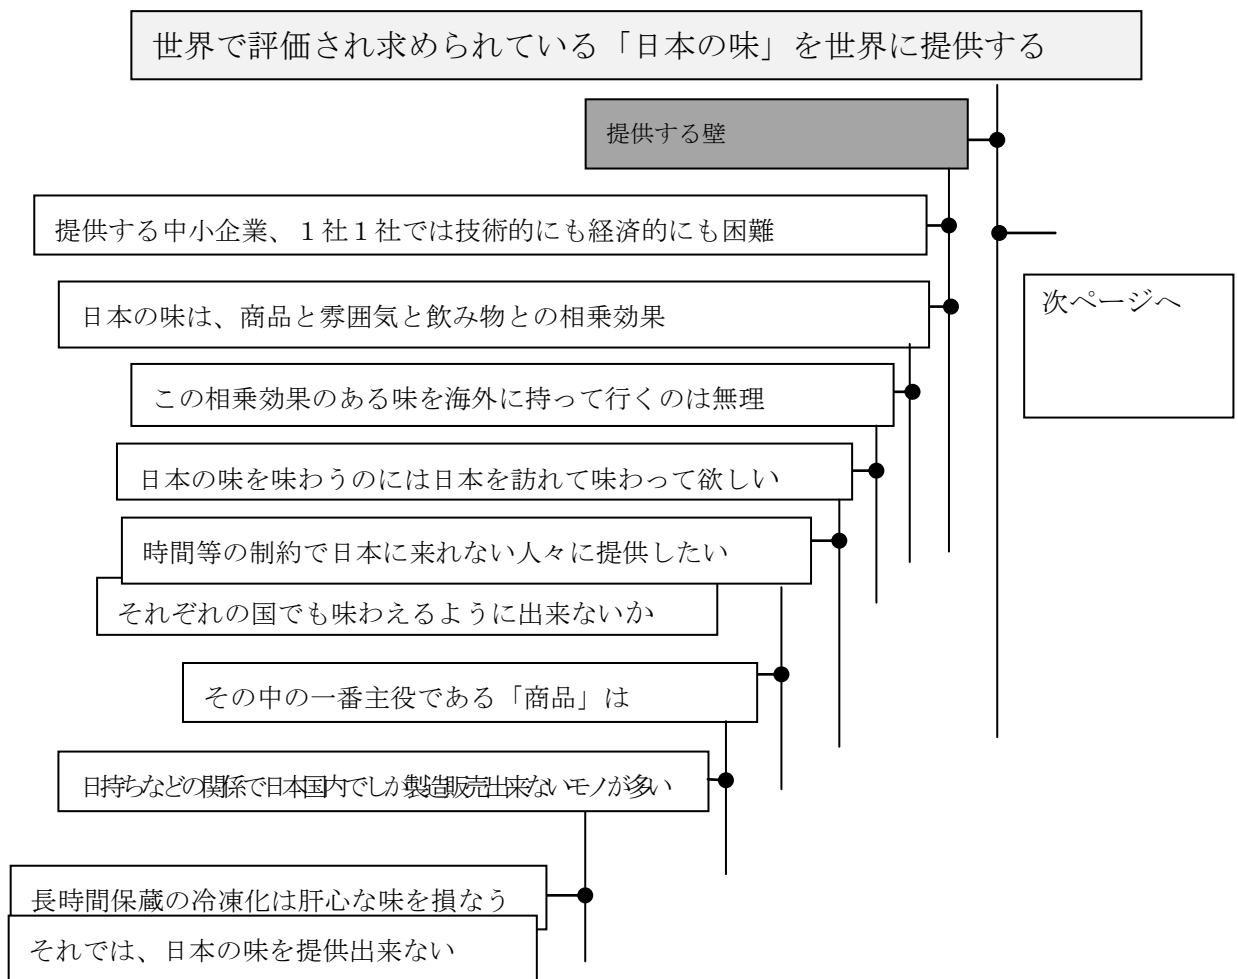 世界で評価され求められている「日本の味」を世界に提供する
提供する壁
提供する中小企業、１社１社では技術的にも経済的にも困難
日本の味は、商品と雰囲気と飲み物との相乗効果
次ページへ
この相乗効果のある味を海外に持って行くのは無理
日本の味を味わうのには日本を訪れて味わって欲しい
時間等の制約で日本に来れない人々に提供したい
それぞれの国でも味わえるように出来ないか
その中の一番主役である「商品」は
日持ちなどの関係で日本国内でしか製造販売出来ないモノが多い
長時間保蔵の冷凍化は肝心な味を損なう
それでは、日本の味を提供出来ない